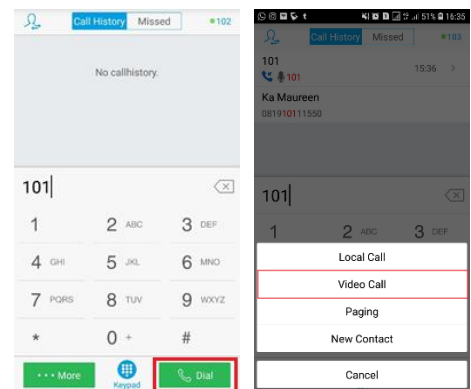 Call History Missed 102
No callhistory.
101
1 2 ABC 3 DEF
4 GHI 5 JKL 6 MNO
7 PQRS 8 TUV 9 WXYZ
* 0 + #
··· More Keypad Dial
t 51% 16:35
Call History Missed 103
101
101 15:36 >
Ka Maureen
081910111550
101
1 2 ABC 3 DEF
Local Call
Video Call
Paging
New Contact
Cancel